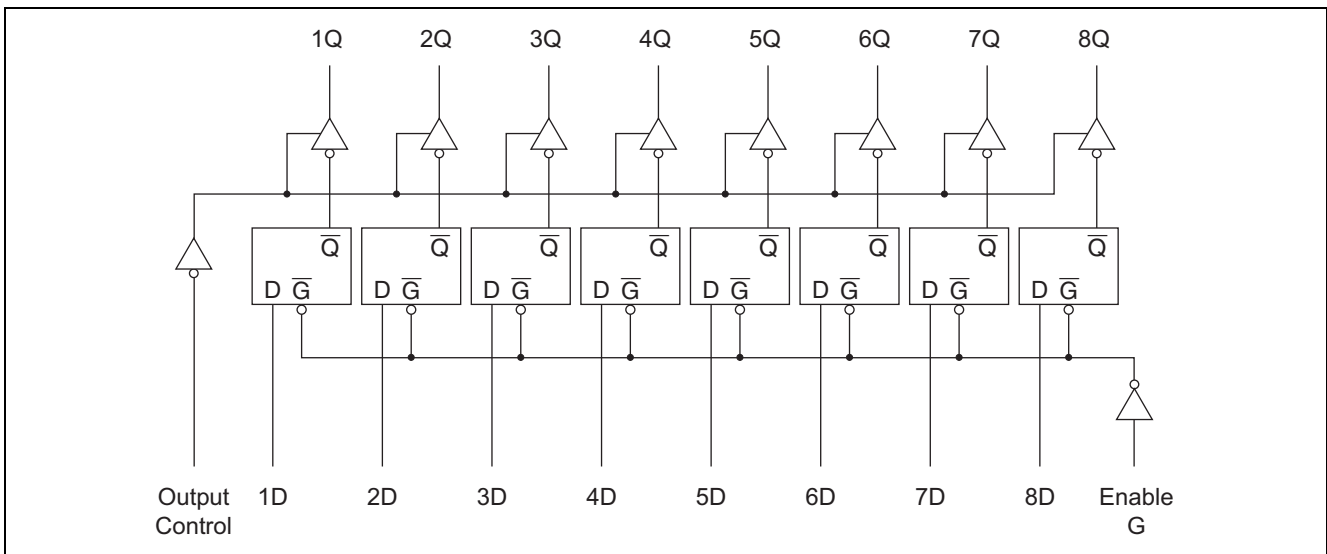 1Q 2Q 3Q 4Q 5Q 6Q 7Q 8Q
Q̅ Q̅ Q̅ Q̅ Q̅ Q̅ Q̅ Q̅
D G̅ D G̅ D G̅ D G̅ D G̅ D G̅ D G̅ D G̅
Output 1D 2D 3D 4D 5D 6D 7D 8D Enable
Control G